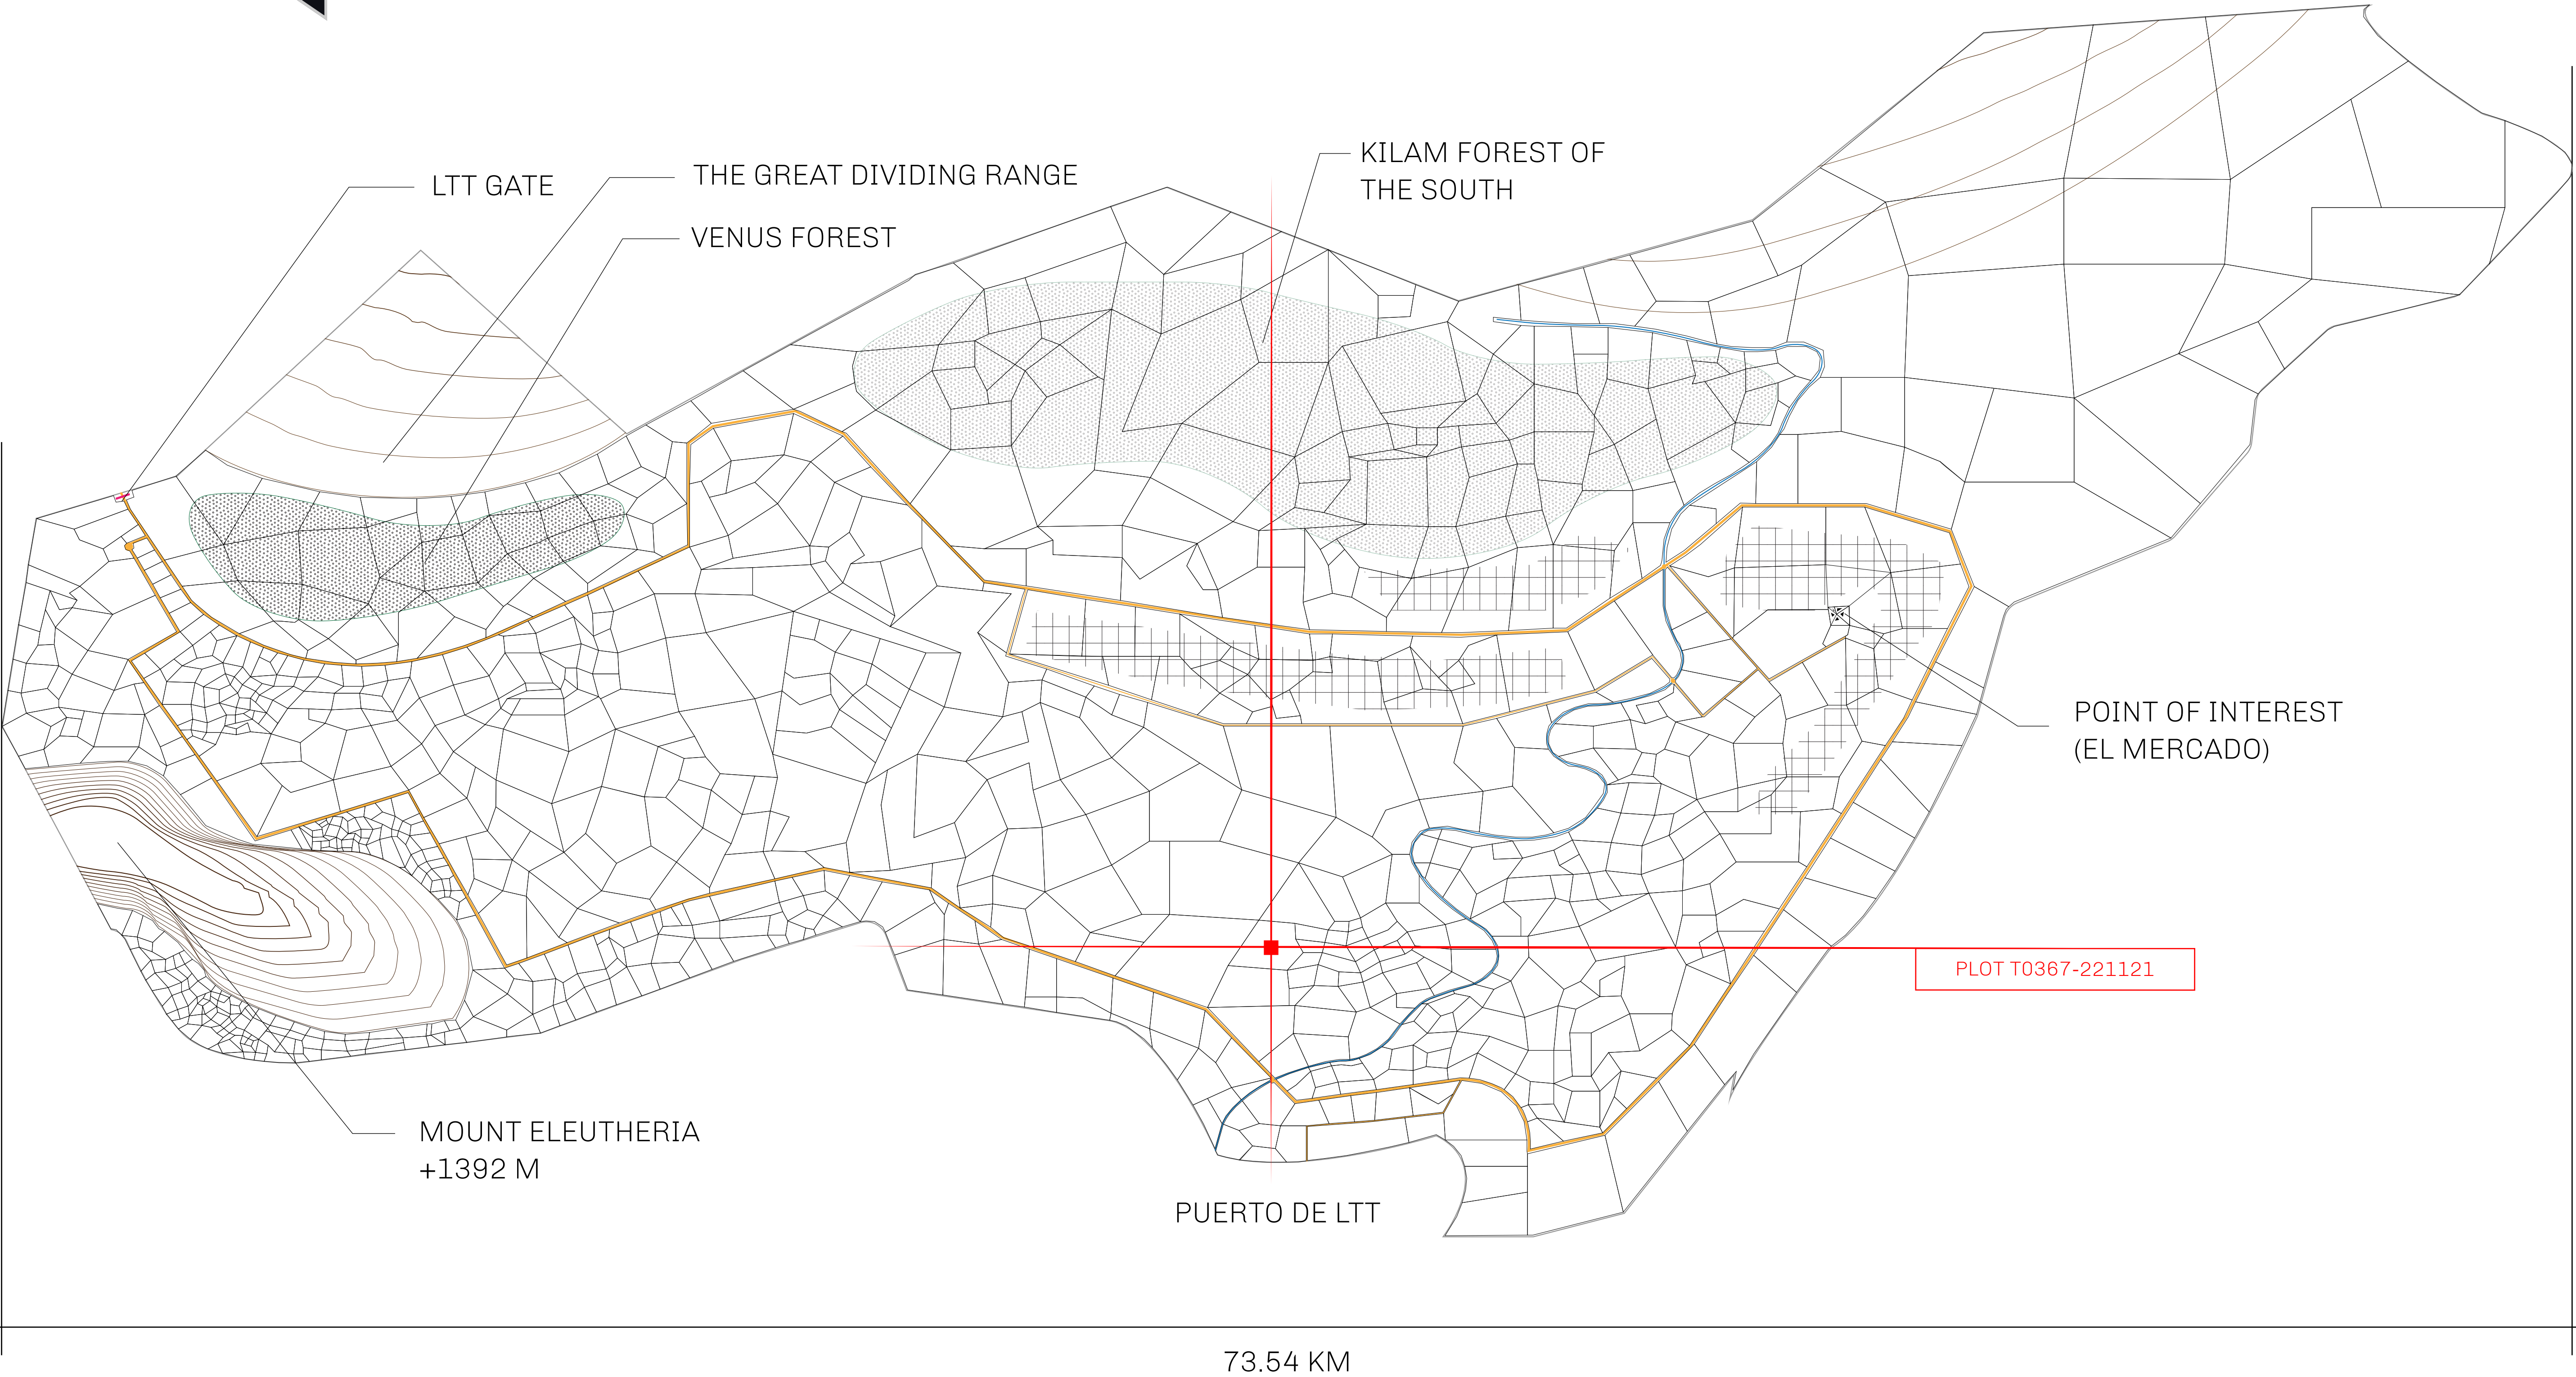 KILAM FOREST OF
THE SOUTH
LTT GATE
THE GREAT DIVIDING RANGE
VENUS FOREST
POINT OF INTEREST
(EL MERCADO)
PLOT T0367-221121
MOUNT ELEUTHERIA
+1392 M
PUERTO DE LTT
73.54 KM